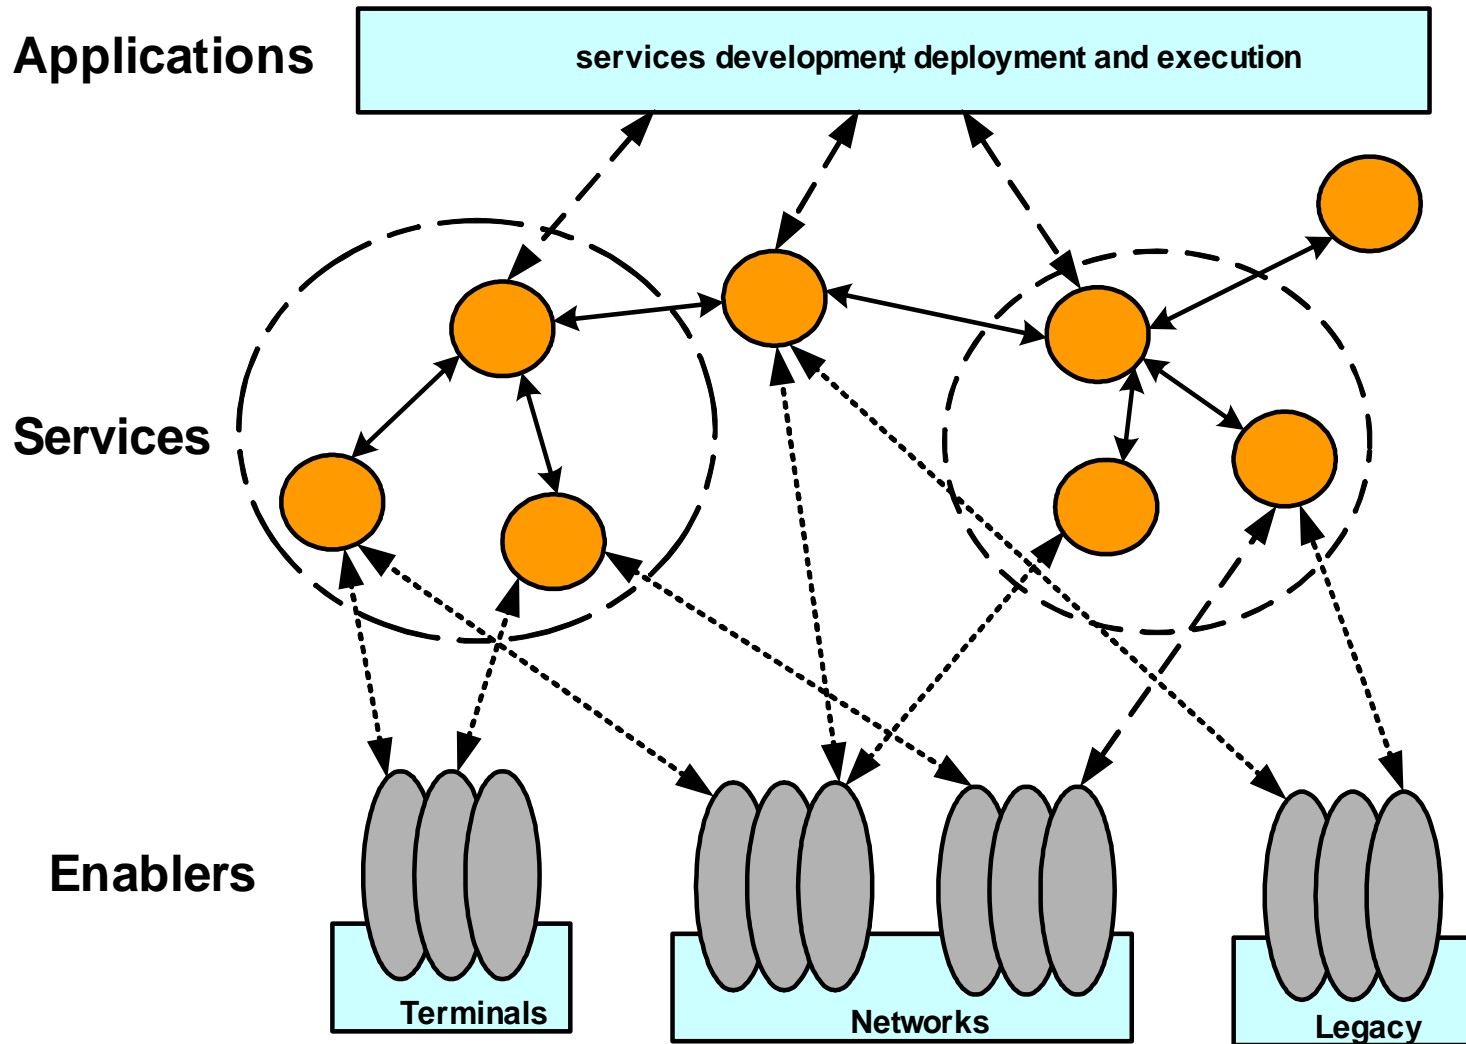 Applications
services development, deployment and execution
Services
Enablers
Terminals
Networks
Legacy